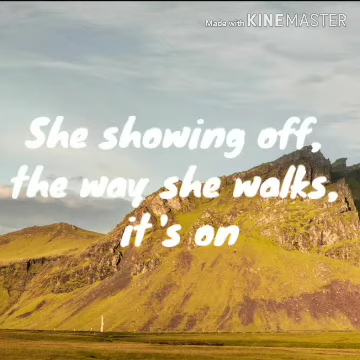 Made with KINEMASTER
She showing off,
the way she walks,
it's on